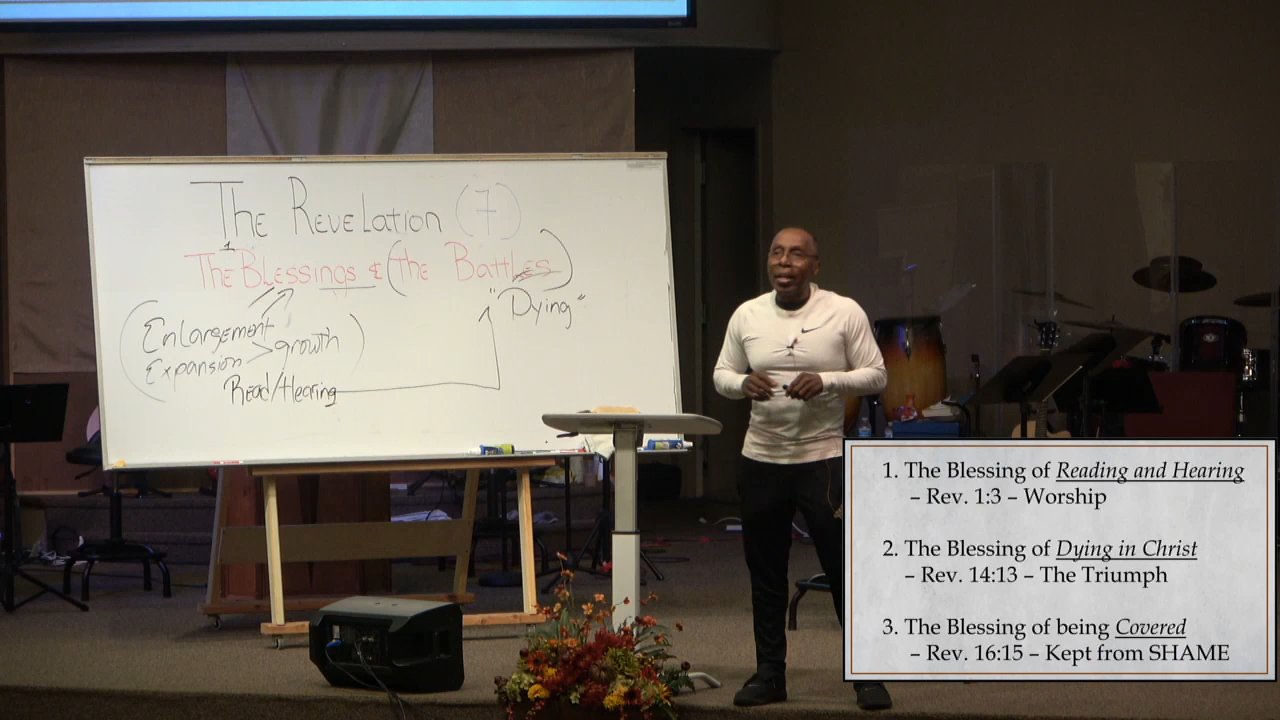 The Revelation (7)
1
The Blessings & (the Battles)
"Dying"
(Enlargement
Expansion > growth)
Read/Hearing
1. The Blessing of Reading and Hearing
– Rev. 1:3 – Worship
2. The Blessing of Dying in Christ
– Rev. 14:13 – The Triumph
3. The Blessing of being Covered
– Rev. 16:15 – Kept from SHAME